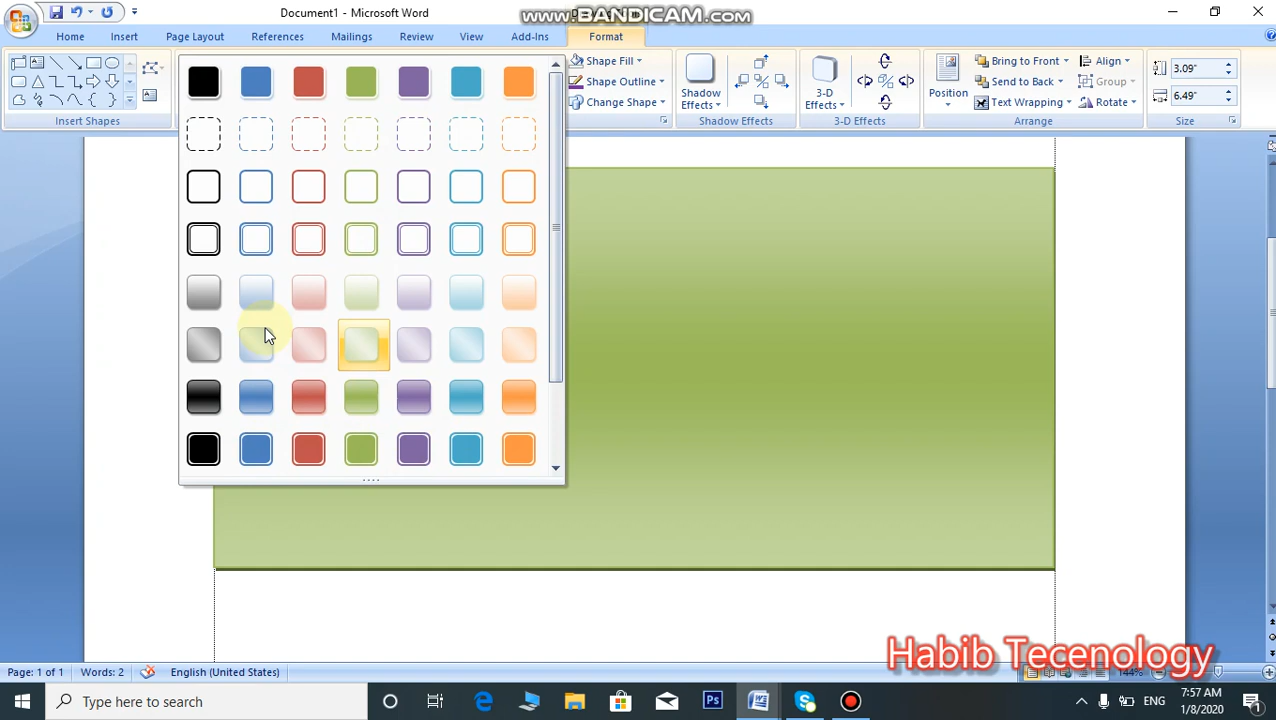 Document1 - Microsoft Word
www.BANDICAM.com
Home
Insert
Page Layout
References
Mailings
Review
View
Add-Ins
Format
Insert Shapes
Shape Fill
Shape Outline
Change Shape
Shadow
Effects
Shadow Effects
3-D
Effects
3-D Effects
Position
Bring to Front
Send to Back
Text Wrapping
Align
Group
Rotate
Arrange
3.09"
6.49"
Size
Habib Tecenology
Page: 1 of 1
Words: 2
English (United States)
144%
Type here to search
Ps
ENG
7:57 AM
1/8/2020